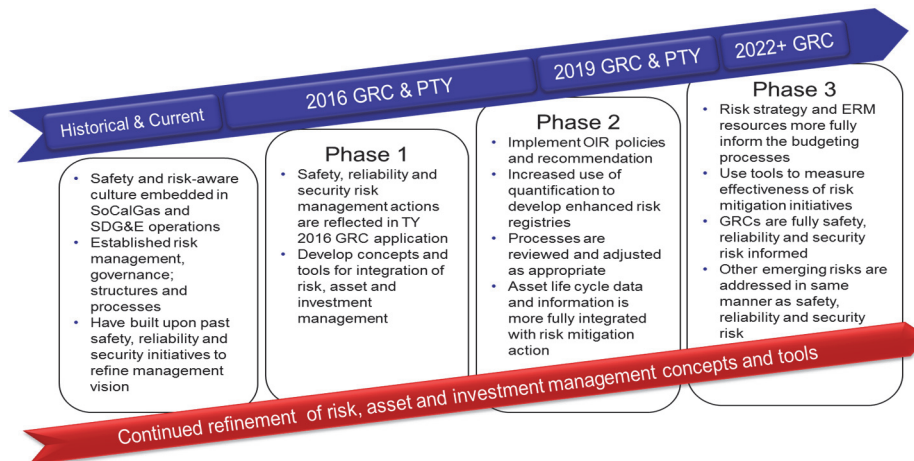 Historical & Current
2016 GRC & PTY
2019 GRC & PTY
2022+ GRC
• Safety and risk-aware
culture embedded in
SoCalGas and
SDG&E operations
• Established risk
management,
governance;
structures and
processes
• Have built upon past
safety, reliability and
security initiatives to
refine management
vision
Phase 1
• Safety, reliability and
security risk
management actions
are reflected in TY
2016 GRC application
• Develop concepts and
tools for integration of
risk, asset and
investment
management
Phase 2
• Implement OIR policies
and recommendation
• Increased use of
quantification to
develop enhanced risk
registries
• Processes are
reviewed and adjusted
as appropriate
• Asset life cycle data
and information is
more fully integrated
with risk mitigation
action
Phase 3
• Risk strategy and ERM
resources more fully
inform the budgeting
processes
• Use tools to measure
effectiveness of risk
mitigation initiatives
• GRCs are fully safety,
reliability and security
risk informed
• Other emerging risks are
addressed in same
manner as safety,
reliability and security
risk
Continued refinement of risk, asset and investment management concepts and tools